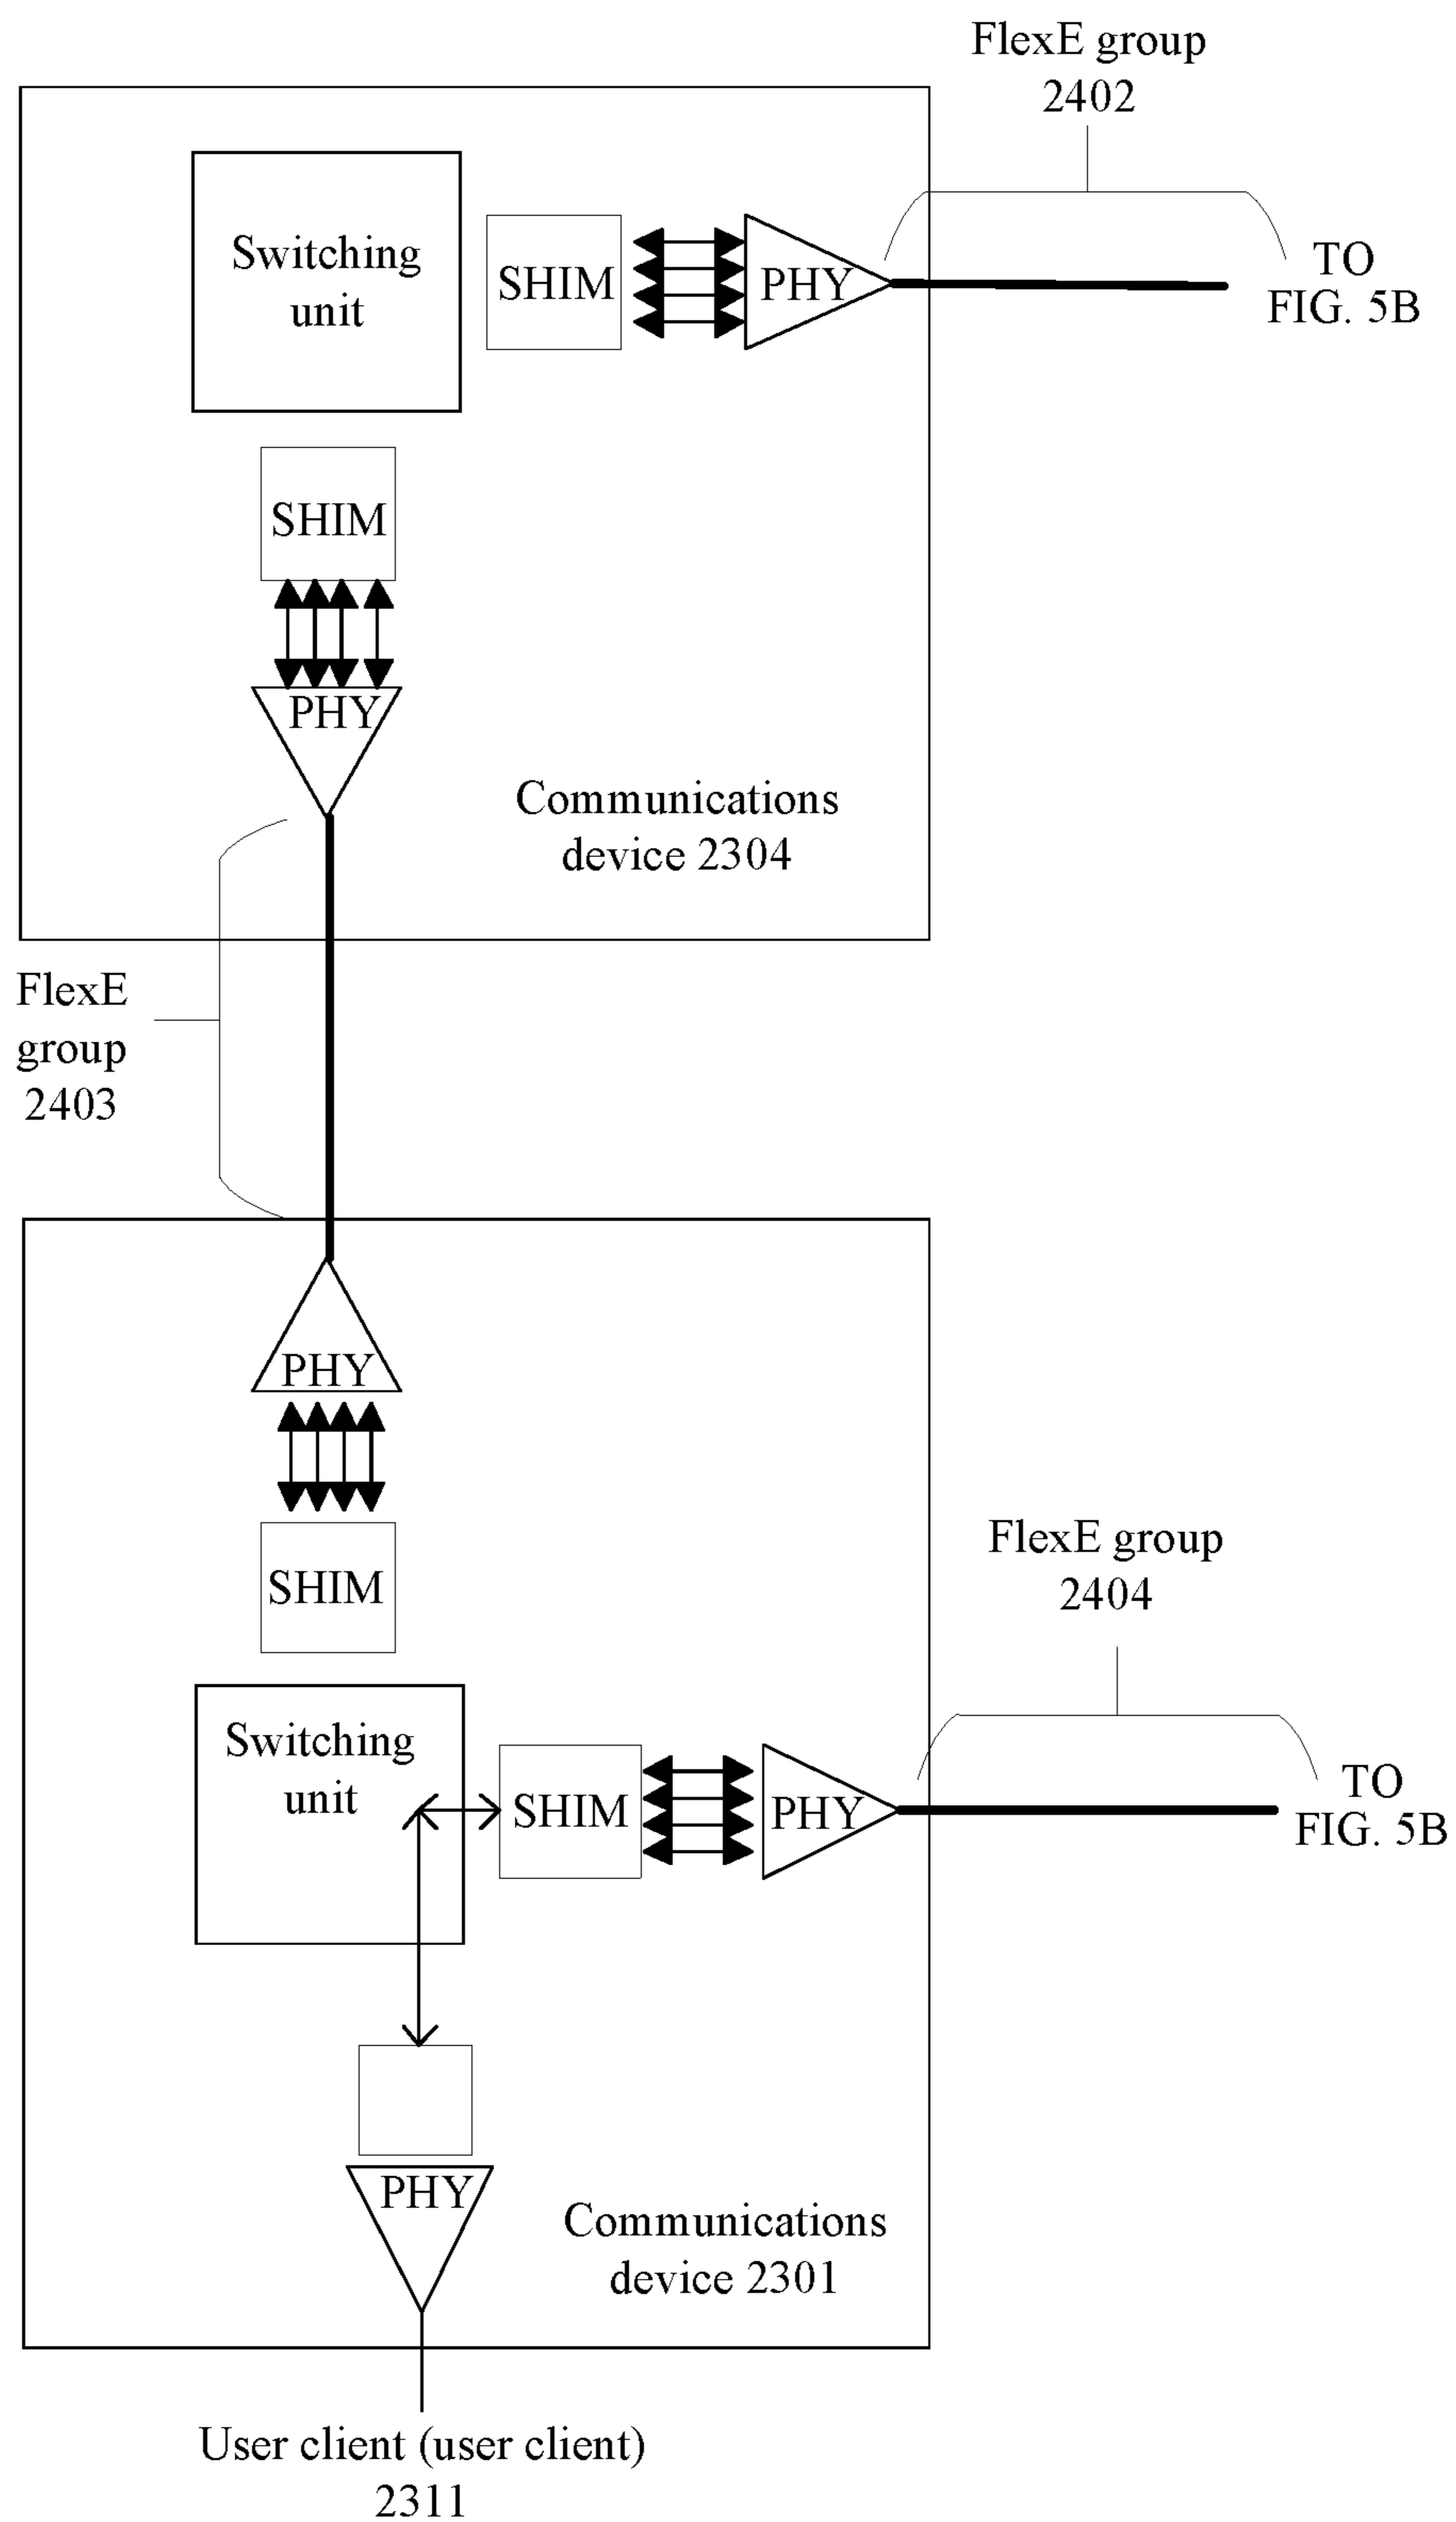 FlexE group
2402
Switching
unit
SHIM
PHY
TO
FIG. 5B
SHIM
PHY
Communications
device 2304
FlexE
group
2403
PHY
SHIM
FlexE group
2404
Switching
unit
SHIM
PHY
TO
FIG. 5B
PHY
Communications
device 2301
User client (user client)
2311